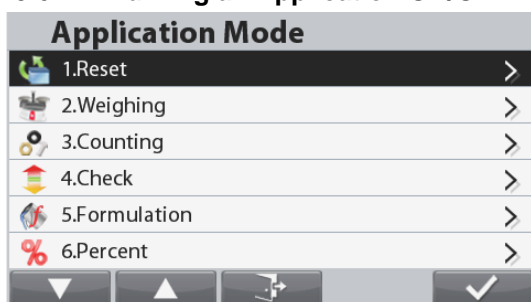 Application Mode
1.Reset
2.Weighing
3.Counting
4.Check
5.Formulation
6.Percent